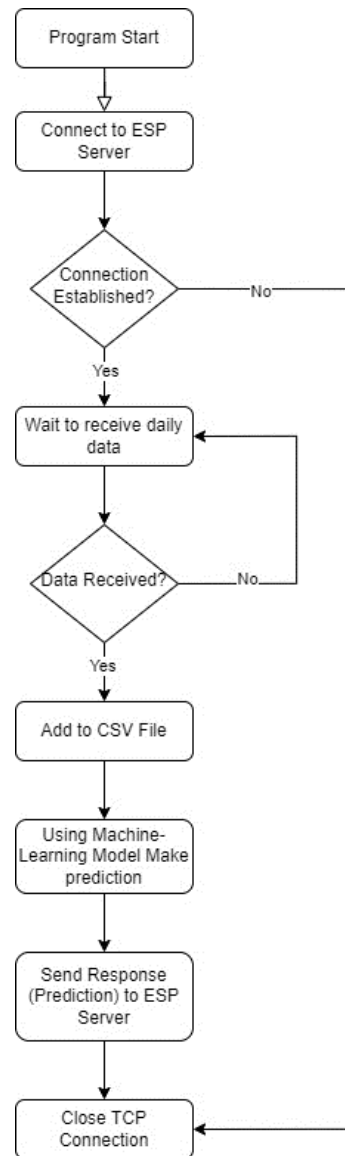 Program Start
Connect to ESP
Server
Connection
Established?
No
Yes
Wait to receive daily
data
Data Received?
No
Yes
Add to CSV File
Using Machine-
Learning Model Make
prediction
Send Response
(Prediction) to ESP
Server
Close TCP
Connection